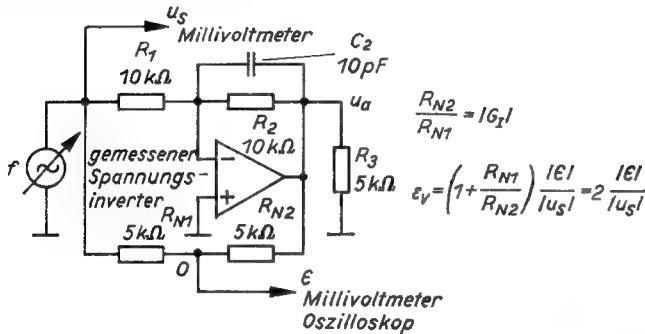 u_S
Millivoltmeter
C_2
10pF
R_1
10kΩ
u_a
R_2
10kΩ
R_3
5kΩ
f
gemessener
Spannungs-
inverter
−
+
R_N1
R_N2
5kΩ
5kΩ
0
ϵ
Millivoltmeter
Oszilloskop
R_N2/R_N1 = |G_I|
ε_v = (1 + R_N1/R_N2) |ϵ|/|u_S| = 2 |ϵ|/|u_S|